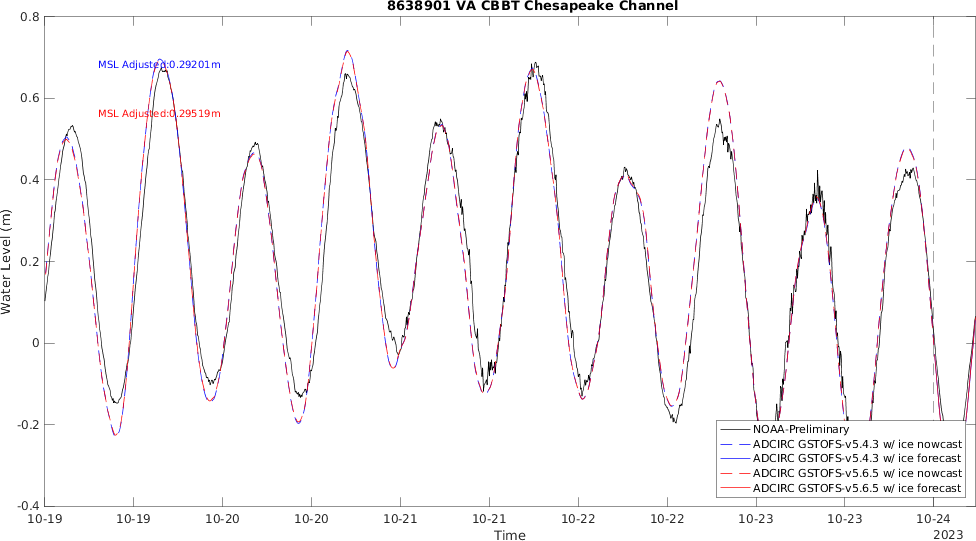 8638901 VA CBBT Chesapeake Channel
0.8
0.6
0.4
0.2
0
-0.2
-0.4
Water Level (m)
MSL Adjusted:0.29201m
MSL Adjusted:0.29519m
NOAA-Preliminary
ADCIRC GSTOFS-v5.4.3 w/ ice nowcast
ADCIRC GSTOFS-v5.4.3 w/ ice forecast
ADCIRC GSTOFS-v5.6.5 w/ ice nowcast
ADCIRC GSTOFS-v5.6.5 w/ ice forecast
10-19 10-19 10-20 10-20 10-21 10-21 10-22 10-22 10-23 10-23 10-24
2023
Time